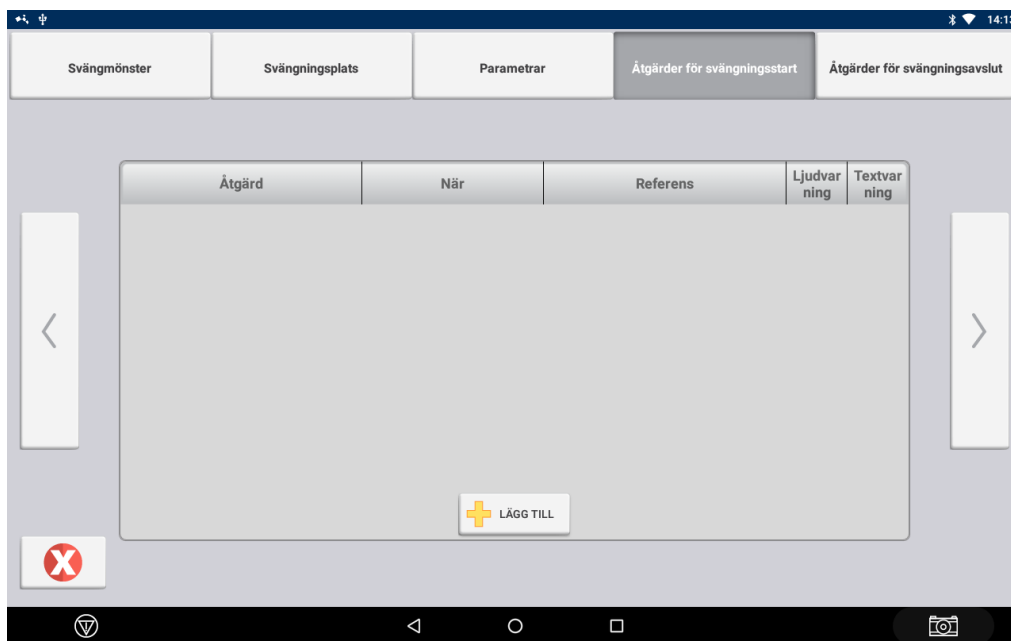 14:13
Svängmönster
Svängningsplats
Parametrar
Åtgärder för svängningsstart
Åtgärder för svängningsavslut
Åtgärd
När
Referens
Ljudvar
ning
Textvar
ning
LÄGG TILL